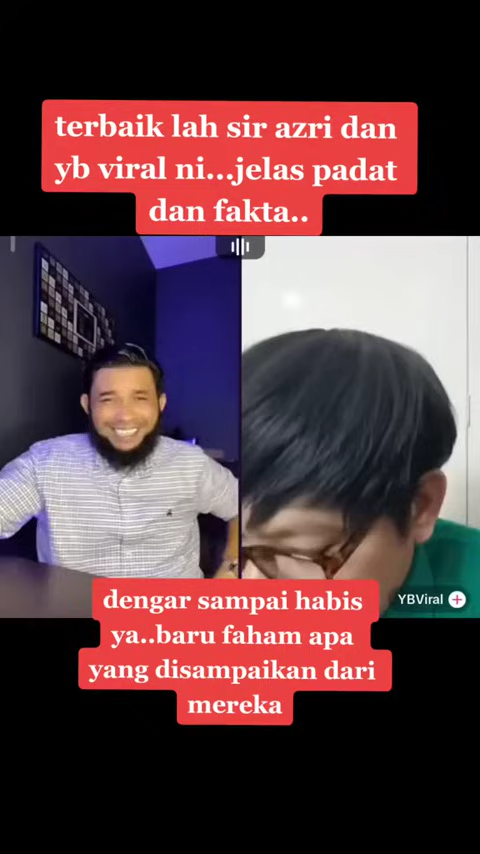 terbaik lah sir azri dan
yb viral ni...jelas padat
dan fakta..
YBViral
dengar sampai habis
ya..baru faham apa
yang disampaikan dari
mereka